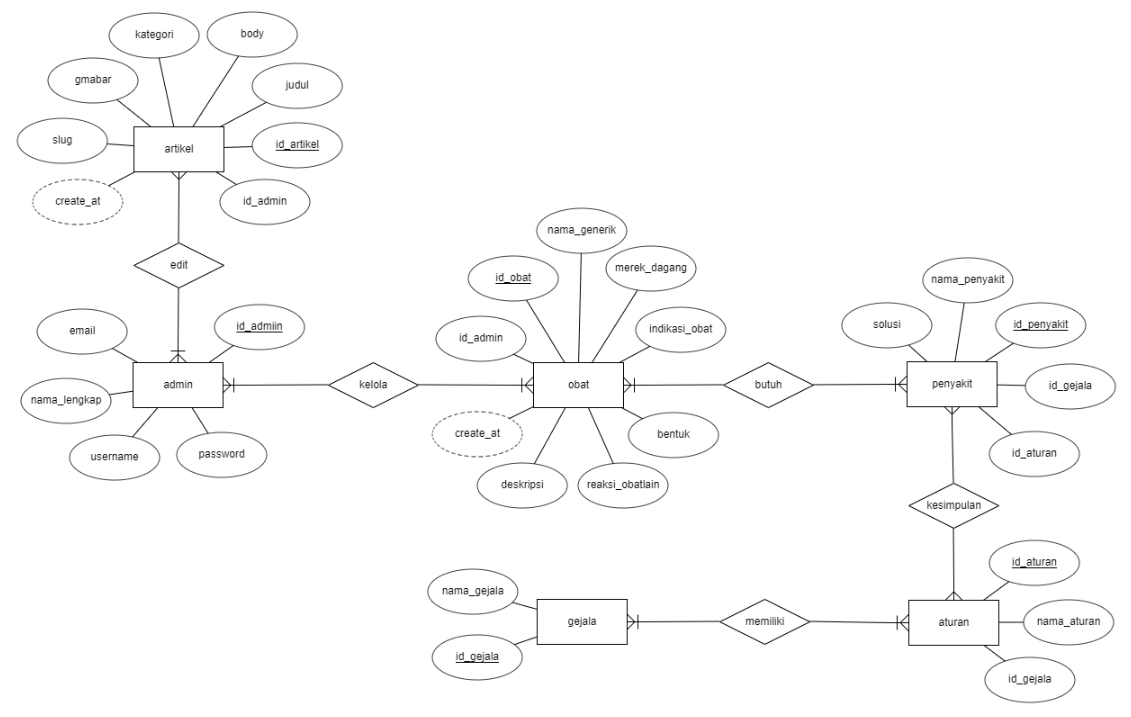 kategori
body
gmabar
judul
slug
artikel
id_artikel
create_at
id_admin
edit
nama_generik
id_obat
merek_dagang
nama_penyakit
email
id_admiin
id_admin
indikasi_obat
solusi
id_penyakit
admin
kelola
obat
butuh
penyakit
id_gejala
nama_lengkap
create_at
bentuk
username
password
id_aturan
deskripsi
reaksi_obatlain
kesimpulan
id_aturan
nama_gejala
gejala
memiliki
aturan
nama_aturan
id_gejala
id_gejala